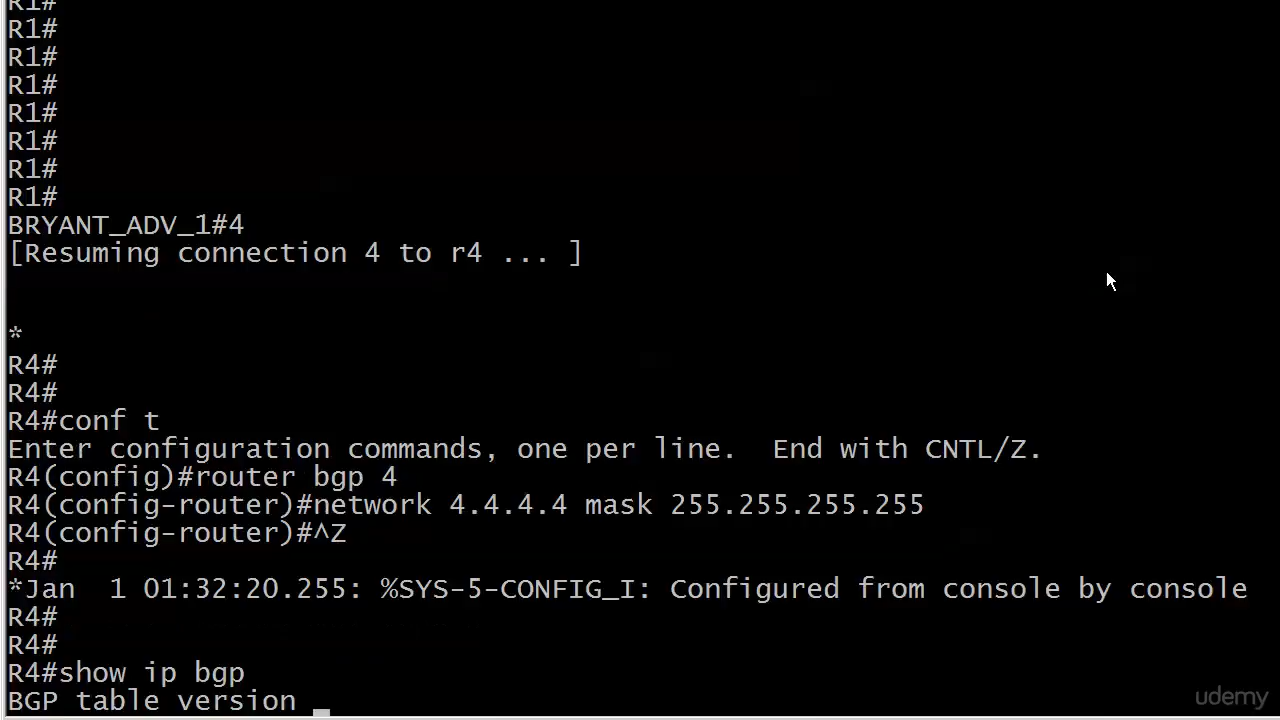 R1#
R1#
R1#
R1#
R1#
R1#
R1#
R1#
BRYANT_ADV_1#4
[Resuming connection 4 to r4 ... ]
*
R4#
R4#
R4#conf t
Enter configuration commands, one per line.  End with CNTL/Z.
R4(config)#router bgp 4
R4(config-router)#network 4.4.4.4 mask 255.255.255.255
R4(config-router)#^Z
R4#
*Jan  1 01:32:20.255: %SYS-5-CONFIG_I: Configured from console by console
R4#
R4#
R4#show ip bgp
BGP table version
udemy